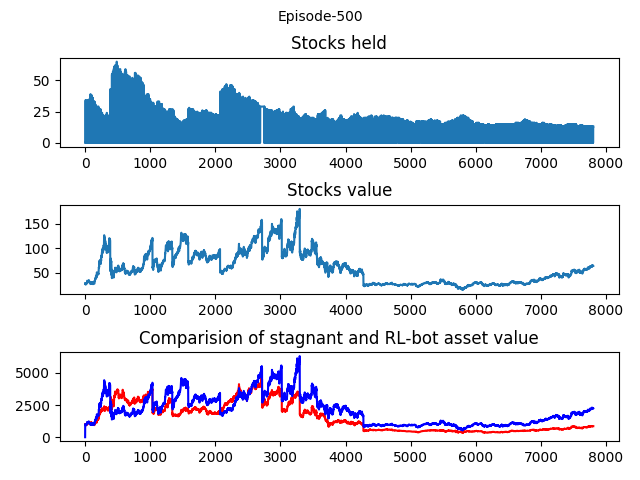 Episode-500
Stocks held
50
25
0
0 1000 2000 3000 4000 5000 6000 7000 8000
Stocks value
150
100
50
0 1000 2000 3000 4000 5000 6000 7000 8000
Comparision of stagnant and RL-bot asset value
5000
2500
0
0 1000 2000 3000 4000 5000 6000 7000 8000